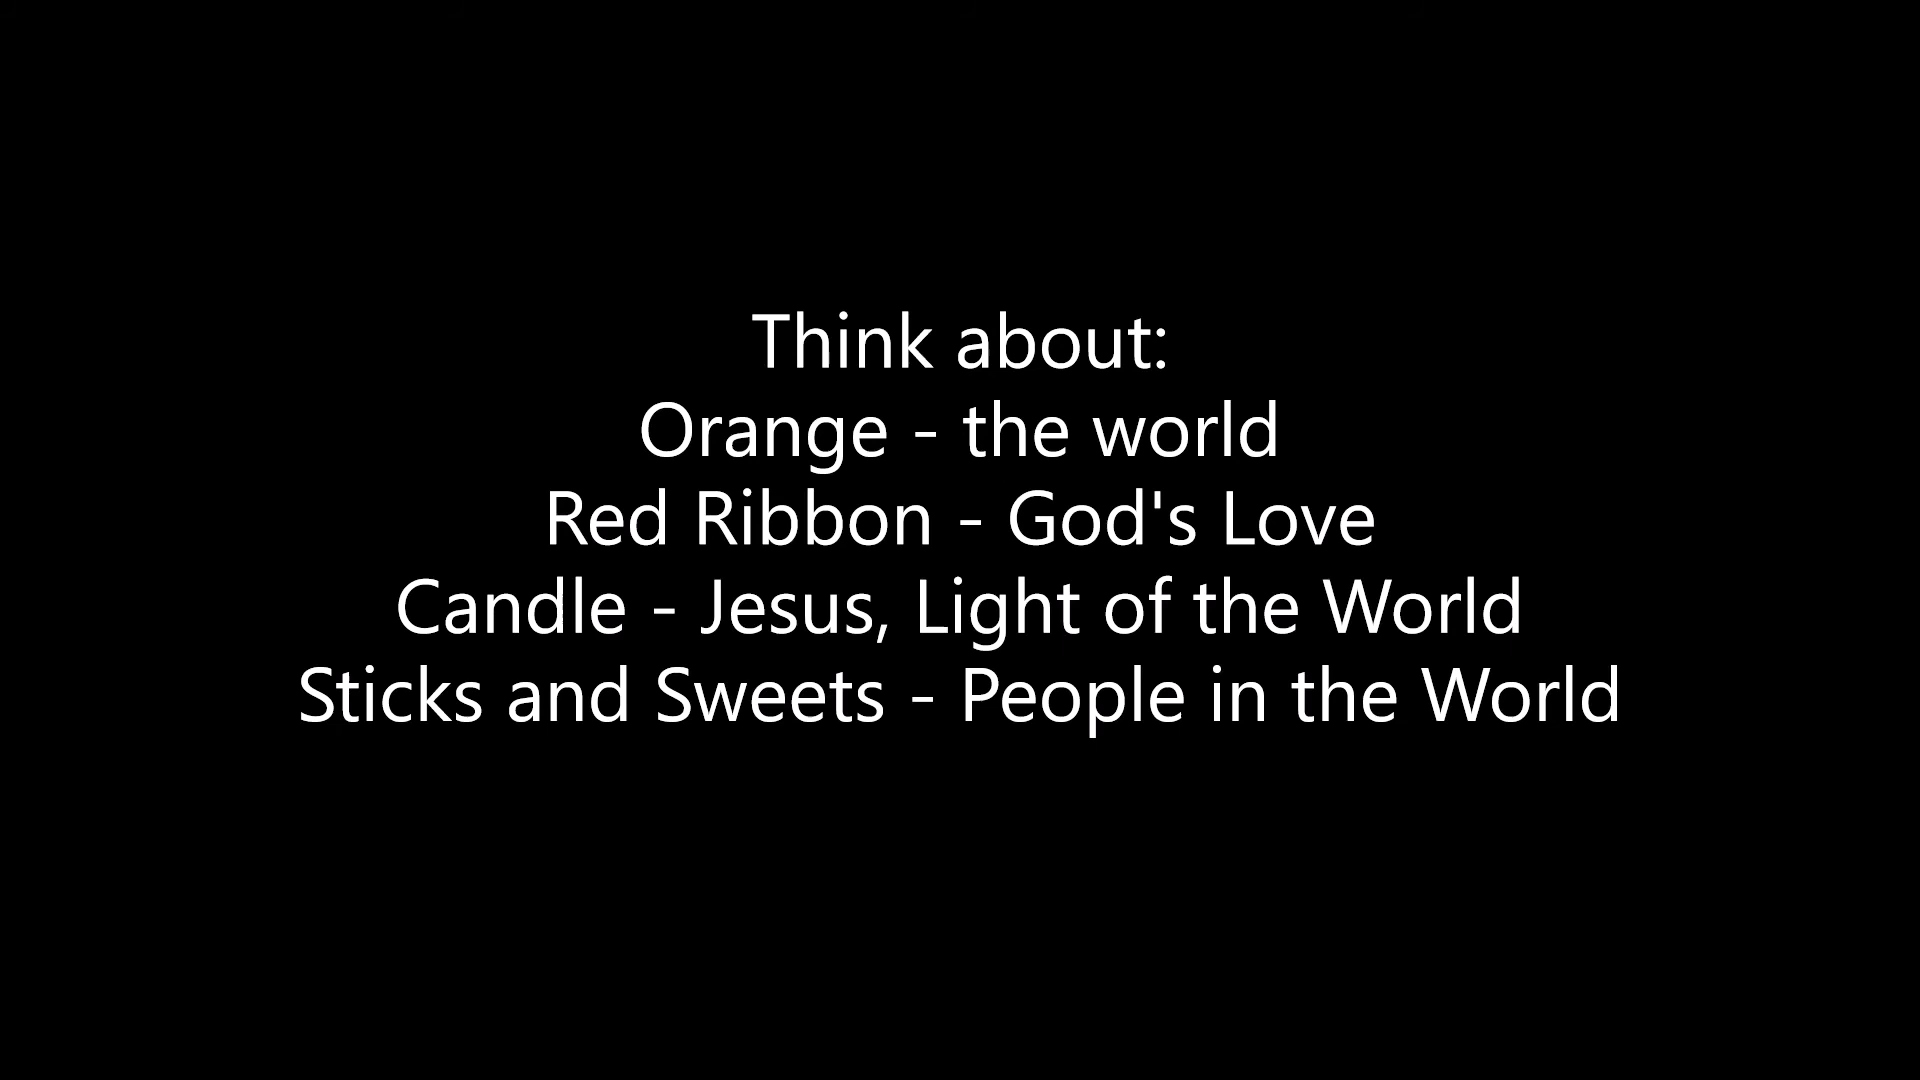 Think about:
Orange - the world
Red Ribbon - God's Love
Candle - Jesus, Light of the World
Sticks and Sweets - People in the World